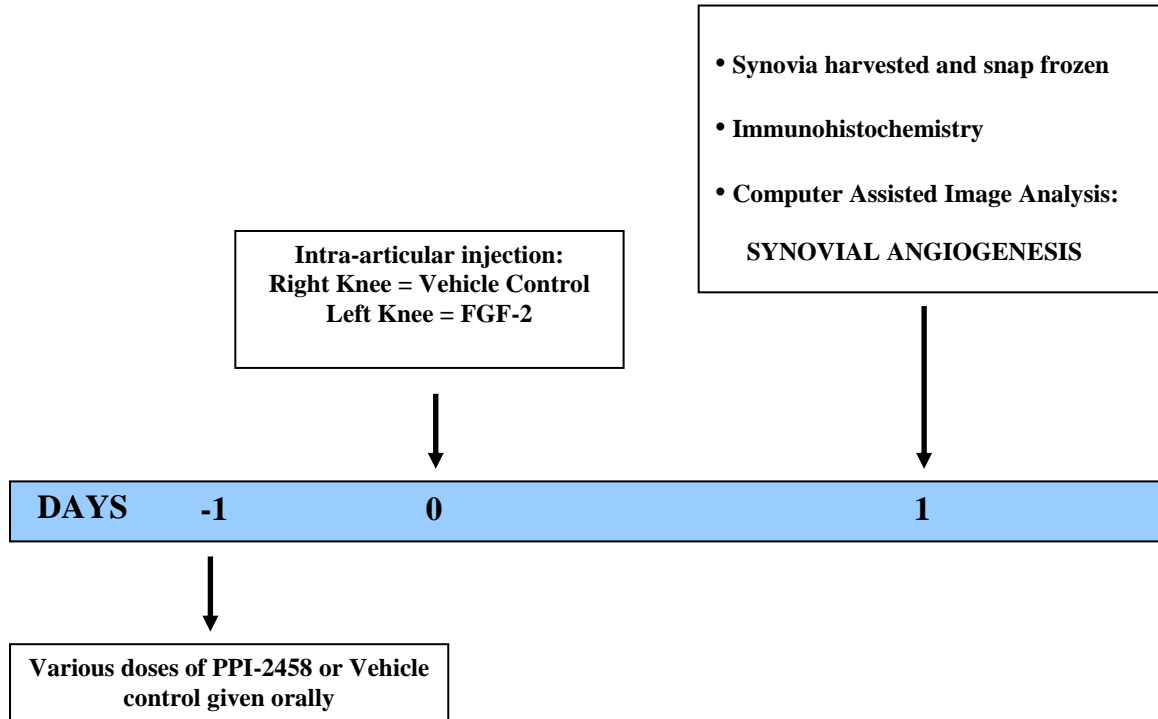 • Synovia harvested and snap frozen
• Immunohistochemistry
• Computer Assisted Image Analysis:
SYNOVIAL ANGIOGENESIS
Intra-articular injection:
Right Knee = Vehicle Control
Left Knee = FGF-2
DAYS -1 0 1
Various doses of PPI-2458 or Vehicle
control given orally